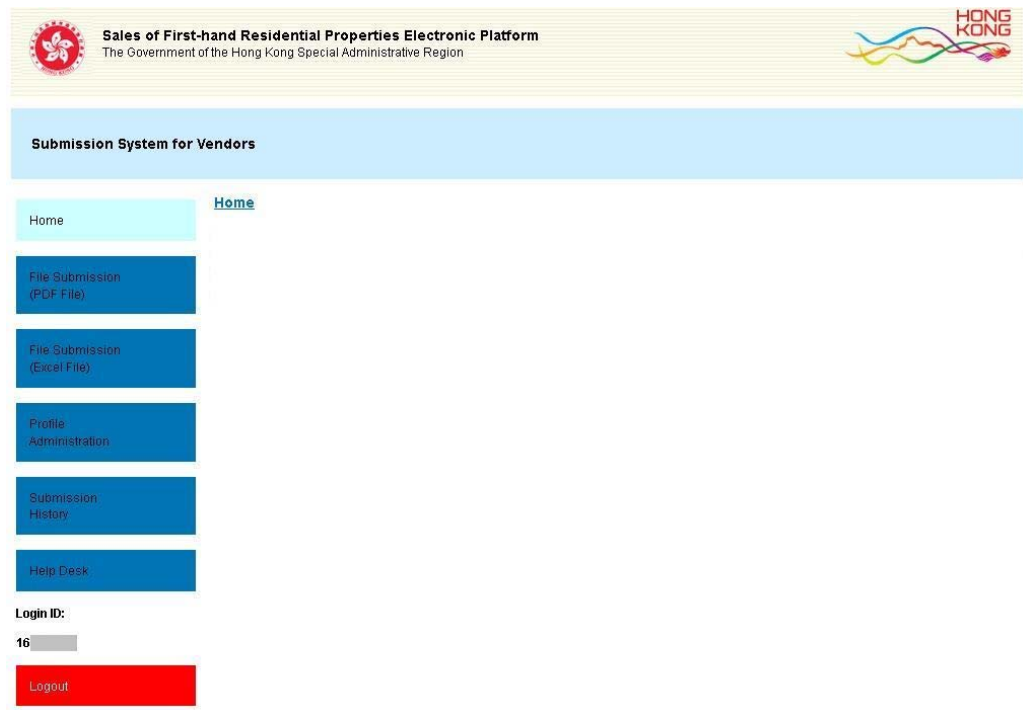 Sales of First-hand Residential Properties Electronic Platform
The Government of the Hong Kong Special Administrative Region
HONG
KONG
Submission System for Vendors
Home
Home
File Submission
(PDF File)
File Submission
(Excel File)
Profile
Administration
Submission
History
Help Desk
Login ID:
16
Logout